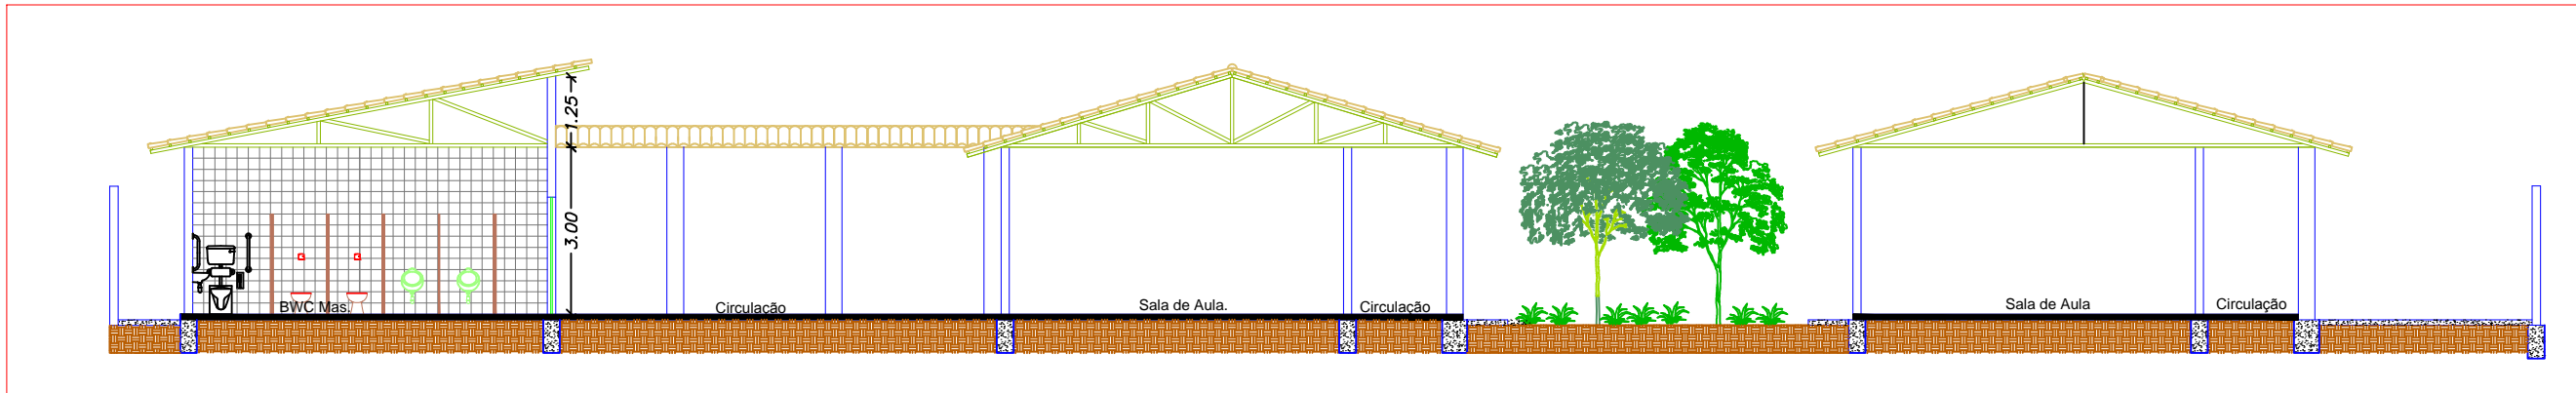 1.25
3.00
BWC Mas.
Circulação
Sala de Aula.
Circulação
Sala de Aula
Circulação